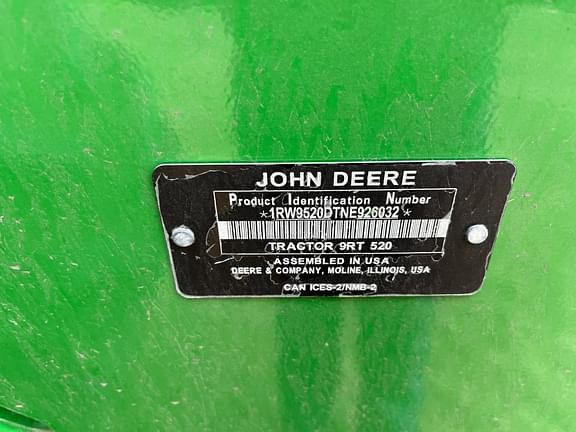 JOHN DEERE
Product Identification Number
*1RW9520DTNE926032*
TRACTOR 9RT 520
ASSEMBLED IN USA
DEERE & COMPANY, MOLINE, ILLINOIS, USA
CAN ICES-2/NMB-2